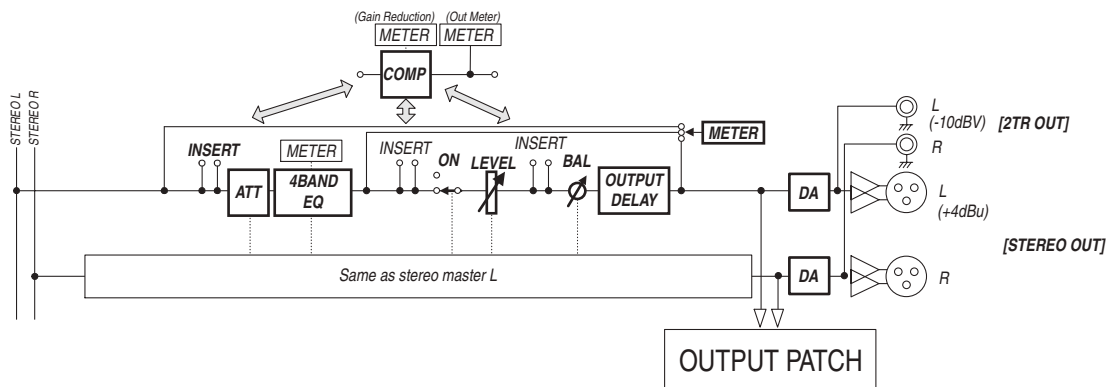 (Gain Reduction) (Out Meter)
METER METER
COMP
STEREO L
STEREO R
INSERT
METER
INSERT
ON
LEVEL
INSERT
BAL
METER
ATT
4BAND
EQ
OUTPUT
DELAY
DA
L
(-10dBV)
[2TR OUT]
R
L
(+4dBu)
[STEREO OUT]
Same as stereo master L
DA
R
OUTPUT PATCH